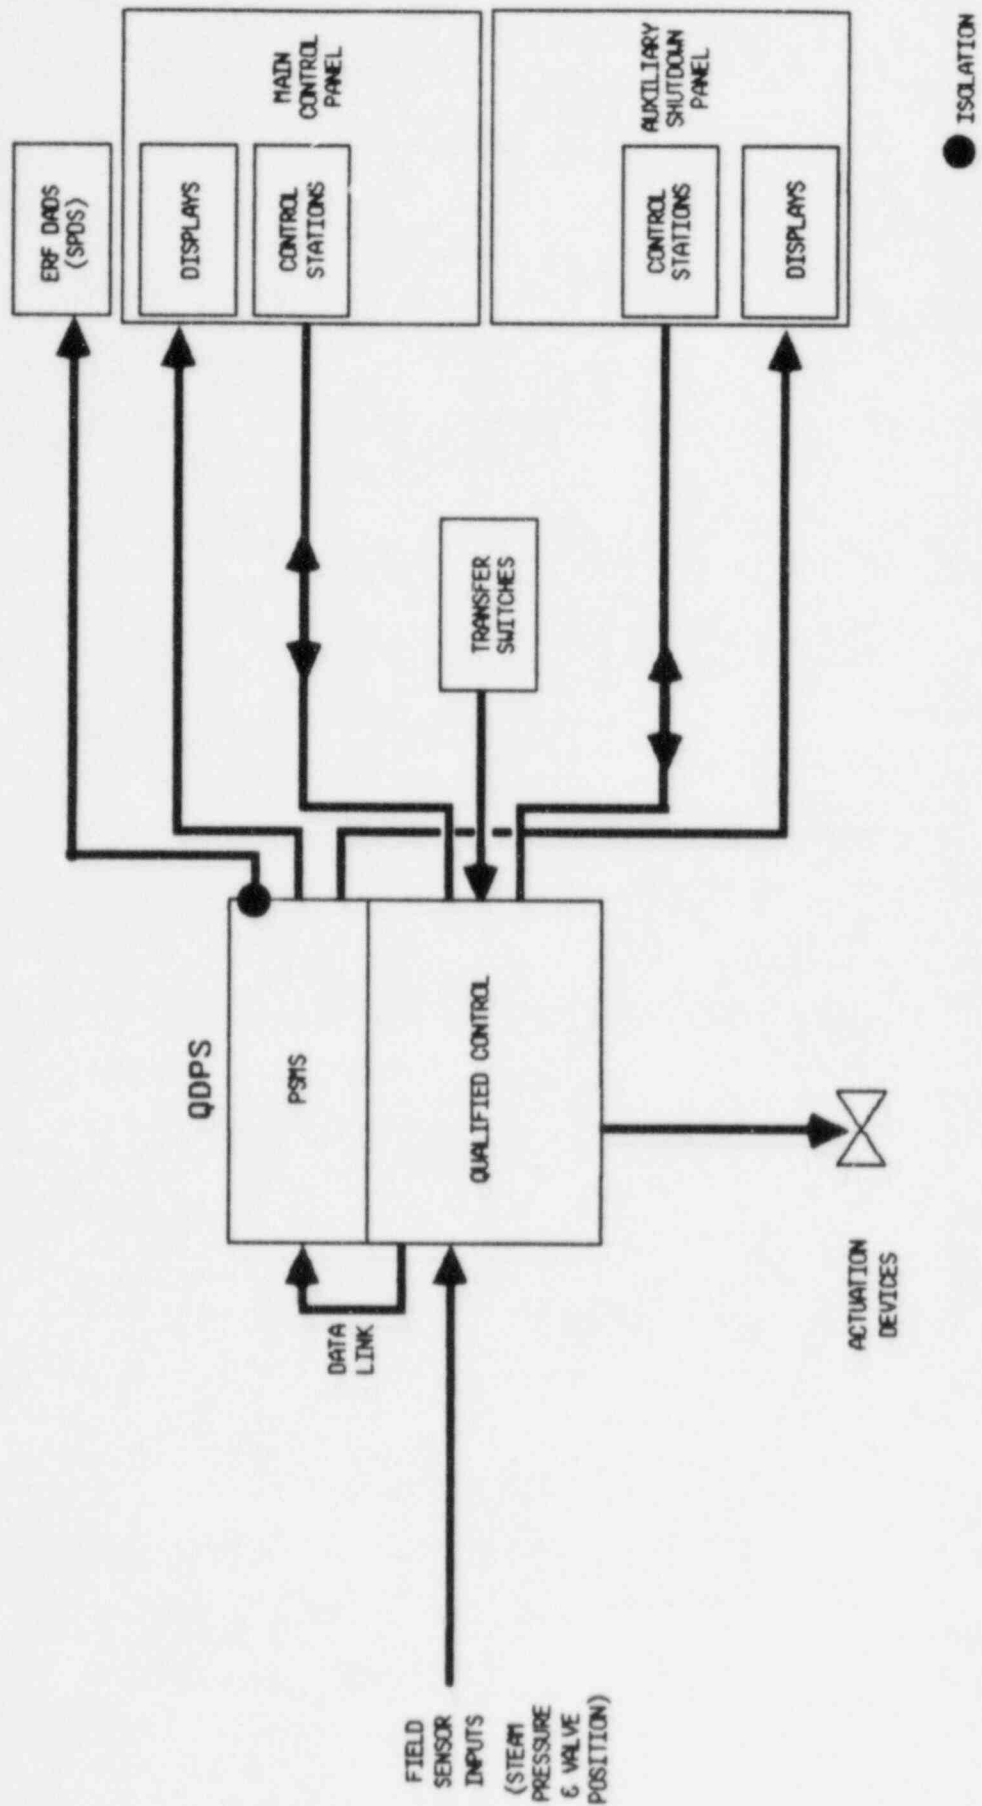 ERF DADS
(SPDS)
DISPLAYS
CONTROL
STATIONS
MAIN
CONTROL
PANEL
CONTROL
STATIONS
DISPLAYS
AUXILIARY
SHUTDOWN
PANEL
TRANSFER
SWITCHES
QDPS
PSMS
QUALIFIED CONTROL
DATA
LINK
FIELD
SENSOR
INPUTS
(STEAM
PRESSURE
& VALVE
POSITION)
ACTUATION
DEVICES
ISOLATION